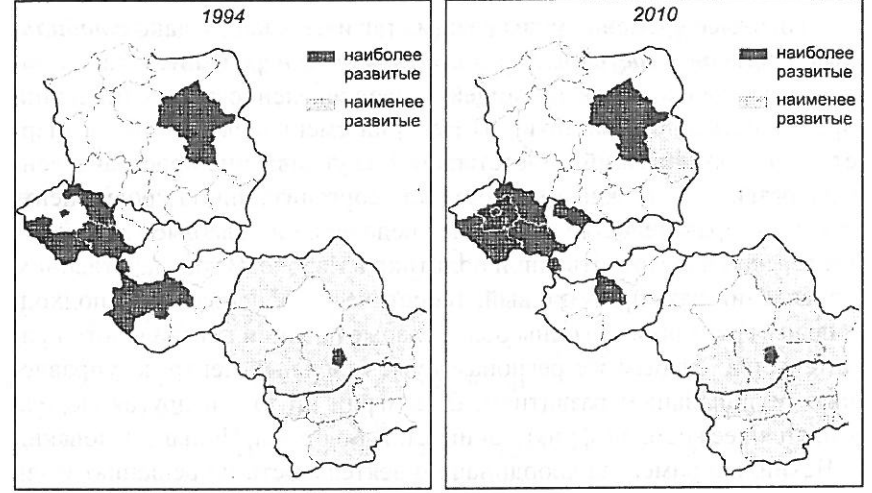 1994
наиболее
развитые
наименее
развитые
2010
наиболее
развитые
наименее
развитые